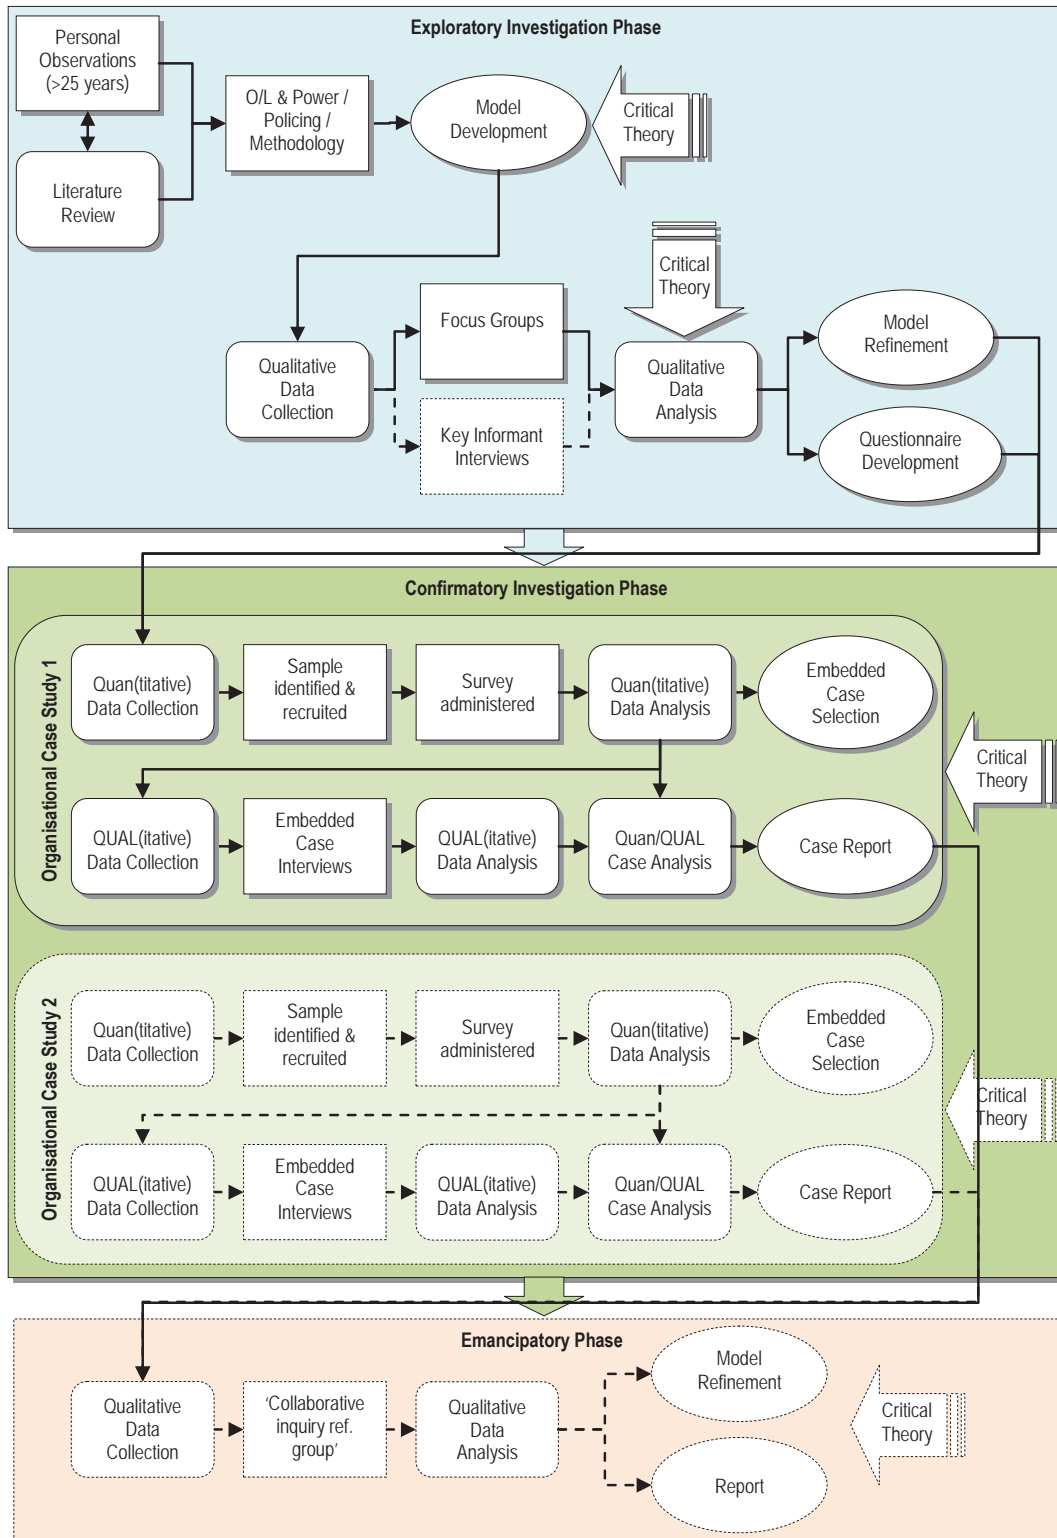 Exploratory Investigation Phase
Personal
Observations
(>25 years)
O/L & Power /
Policing /
Methodology
Model
Development
Critical
Theory
Literature
Review
Critical
Theory
Focus Groups
Model
Refinement
Qualitative
Data
Collection
Qualitative
Data
Analysis
Key Informant
Interviews
Questionnaire
Development
Confirmatory Investigation Phase
Organisational Case Study 1
Quan(titative)
Data Collection
Sample
identified &
recruited
Survey
administered
Quan(titative)
Data Analysis
Embedded
Case
Selection
Critical
Theory
QUAL(itative)
Data Collection
Embedded
Case
Interviews
QUAL(itative)
Data Analysis
Quan/QUAL
Case Analysis
Case Report
Organisational Case Study 2
Quan(titative)
Data Collection
Sample
identified &
recruited
Survey
administered
Quan(titative)
Data Analysis
Embedded
Case
Selection
Critical
Theory
QUAL(itative)
Data Collection
Embedded
Case
Interviews
QUAL(itative)
Data Analysis
Quan/QUAL
Case Analysis
Case Report
Emancipatory Phase
Qualitative
Data
Collection
'Collaborative
inquiry ref.
group'
Qualitative
Data
Analysis
Model
Refinement
Report
Critical
Theory